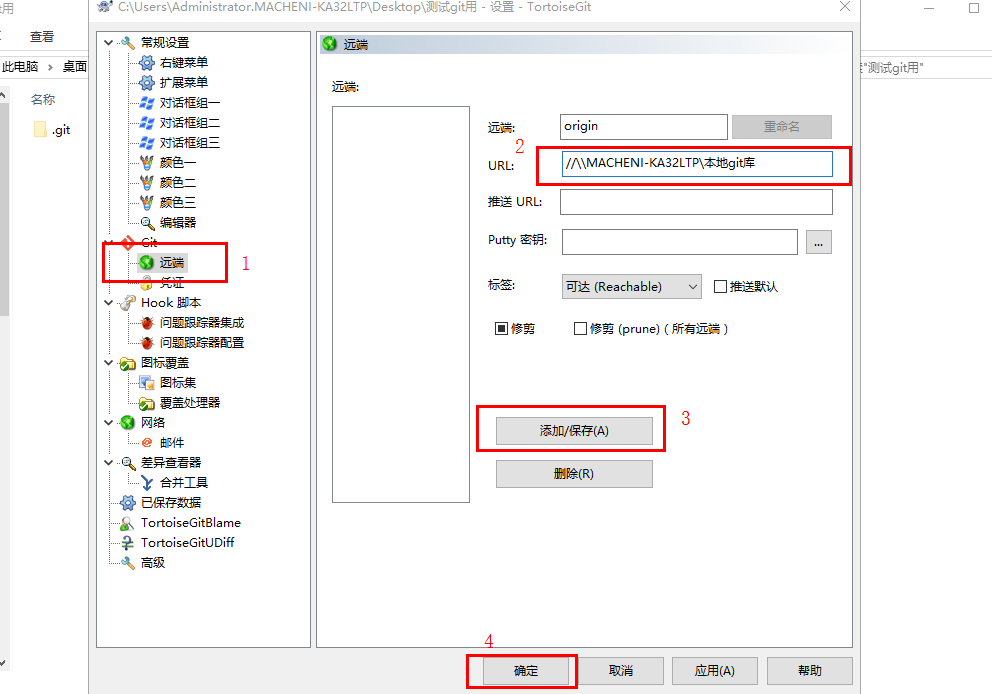 用
C:\Users\Administrator.MACHENI-KA32LTP\Desktop\测试git用 - 设置 - TortoiseGit
查看
此电脑 › 桌面
"测试git用"
名称
.git
常规设置
右键菜单
扩展菜单
对话框组一
对话框组二
对话框组三
颜色一
颜色二
颜色三
编辑器
Git
远端
1
凭证
Hook 脚本
问题跟踪器集成
问题跟踪器配置
图标覆盖
图标集
覆盖处理器
网络
邮件
差异查看器
合并工具
已保存数据
TortoiseGitBlame
TortoiseGitUDiff
高级
远端
远端:
远端: origin 重命名
2
URL: //\\MACHENI-KA32LTP\本地git库
推送 URL:
Putty 密钥: ...
标签: 可达 (Reachable) 推送默认
修剪 修剪 (prune) ( 所有远端 )
添加/保存(A) 3
删除(R)
4
确定 取消 应用(A) 帮助